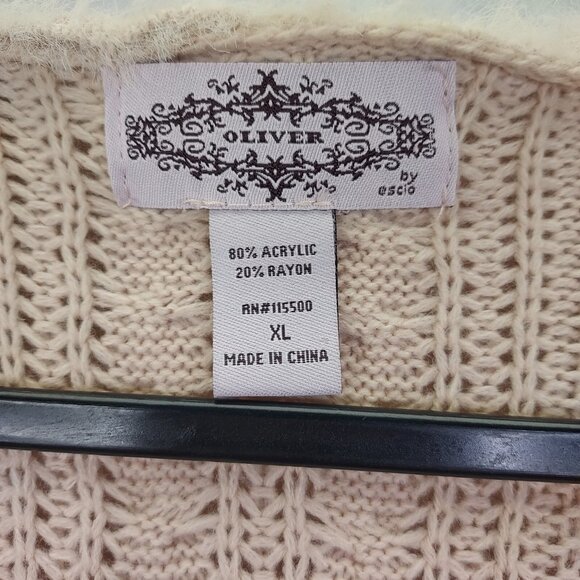 OLIVER
by
escio
80% ACRYLIC
20% RAYON
RN#115500
XL
MADE IN CHINA